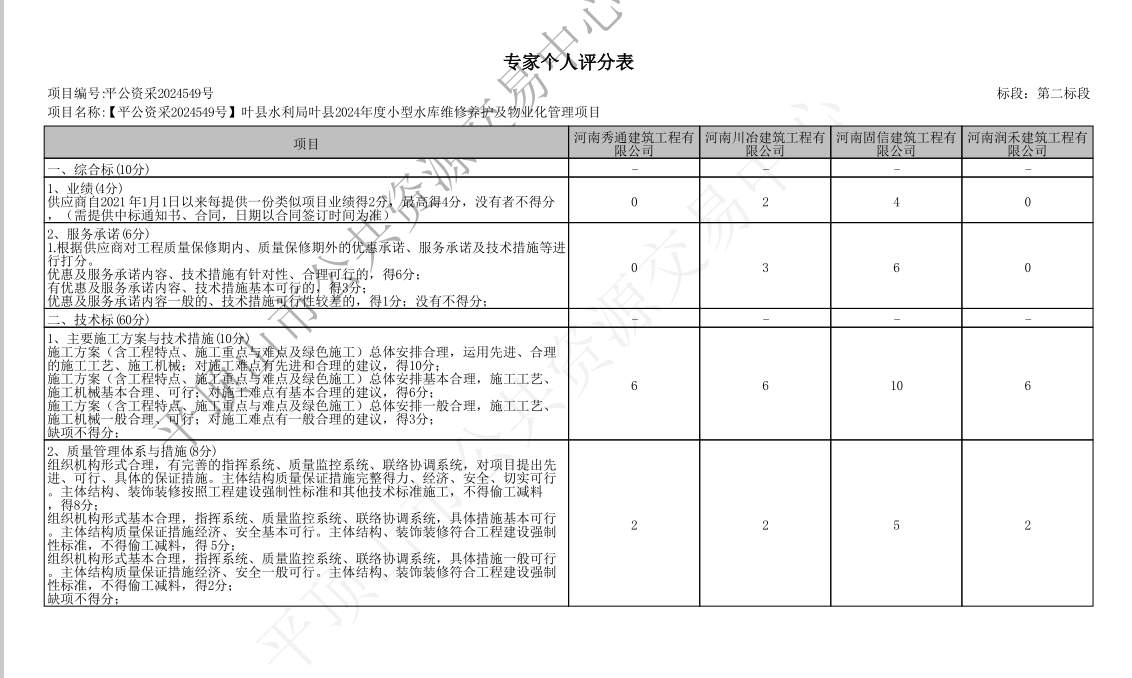 专家个人评分表
项目编号:平公资采2024549号
标段：第二标段
项目名称:【平公资采2024549号】叶县水利局叶县2024年度小型水库维修养护及物业化管理项目
项目
河南秀通建筑工程有
限公司
河南川冶建筑工程有
限公司
河南固信建筑工程有
限公司
河南润禾建筑工程有
限公司
一、综合标(10分)
– – – –
1、业绩(4分)
供应商自2021年1月1日以来每提供一份类似项目业绩得2分，最高得4分，没有者不得分
，（需提供中标通知书、合同，日期以合同签订时间为准）
0 2 4 0
2、服务承诺(6分)
1.根据供应商对工程质量保修期内、质量保修期外的优惠承诺、服务承诺及技术措施等进
行打分。
优惠及服务承诺内容、技术措施有针对性、合理可行的，得6分；
有优惠及服务承诺内容、技术措施基本可行的，得3分；
优惠及服务承诺内容一般的、技术措施可行性较差的，得1分；没有不得分；
0 3 6 0
二、技术标(60分)
– – – –
1、主要施工方案与技术措施(10分)
施工方案（含工程特点、施工重点与难点及绿色施工）总体安排合理，运用先进、合理
的施工工艺、施工机械；对施工难点有先进和合理的建议，得10分；
施工方案（含工程特点、施工重点与难点及绿色施工）总体安排基本合理，施工工艺、
施工机械基本合理、可行；对施工难点有基本合理的建议，得6分；
施工方案（含工程特点、施工重点与难点及绿色施工）总体安排一般合理，施工工艺、
施工机械一般合理、可行；对施工难点有一般合理的建议，得3分；
缺项不得分；
6 6 10 6
2、质量管理体系与措施(8分)
组织机构形式合理，有完善的指挥系统、质量监控系统、联络协调系统，对项目提出先
进、可行、具体的保证措施。主体结构质量保证措施完整得力、经济、安全、切实可行
。主体结构、装饰装修按照工程建设强制性标准和其他技术标准施工，不得偷工减料
，得8分；
组织机构形式基本合理，指挥系统、质量监控系统、联络协调系统，具体措施基本可行
。主体结构质量保证措施经济、安全基本可行。主体结构、装饰装修符合工程建设强制
性标准，不得偷工减料，得5分；
组织机构形式基本合理，指挥系统、质量监控系统、联络协调系统，具体措施一般可行
。主体结构质量保证措施经济、安全一般可行。主体结构、装饰装修符合工程建设强制
性标准，不得偷工减料，得2分；
缺项不得分；
2 2 5 2
平顶山市公共资源交易中心
平顶山市公共资源交易中心